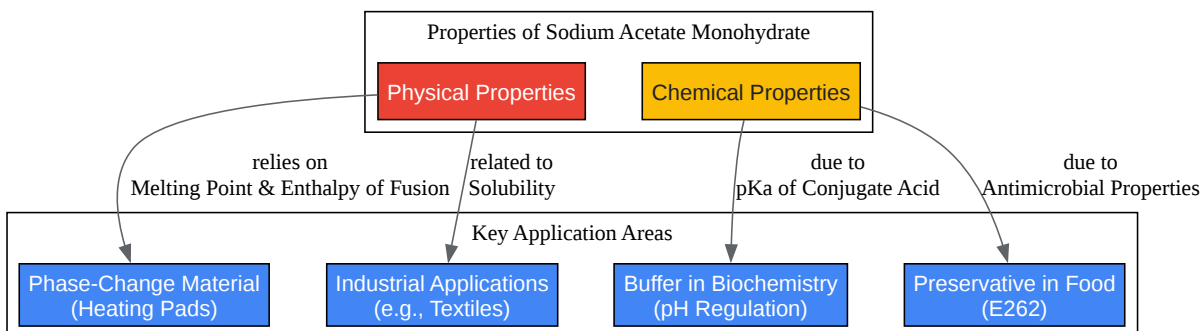 Properties of Sodium Acetate Monohydrate
Physical Properties
Chemical Properties
relies on
Melting Point & Enthalpy of Fusion
related to
Solubility
due to
pKa of Conjugate Acid
due to
Antimicrobial Properties
Key Application Areas
Phase-Change Material
(Heating Pads)
Industrial Applications
(e.g., Textiles)
Buffer in Biochemistry
(pH Regulation)
Preservative in Food
(E262)